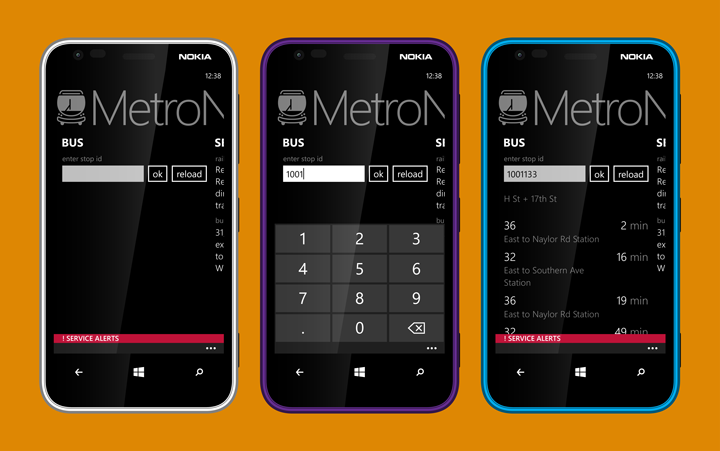 NOKIA
12:38
MetroN
BUS
enter stop id
ok
reload
! SERVICE ALERTS
...
NOKIA
12:38
MetroN
BUS
enter stop id
1001
ok
reload
1 2 3
4 5 6
7 8 9
. 0
...
NOKIA
12:38
MetroN
BUS
enter stop id
1001133
ok
reload
H St + 17th St
36 2 min
East to Naylor Rd Station
32 16 min
East to Southern Ave
Station
36 19 min
East to Naylor Rd Station
32 49 min
! SERVICE ALERTS
...